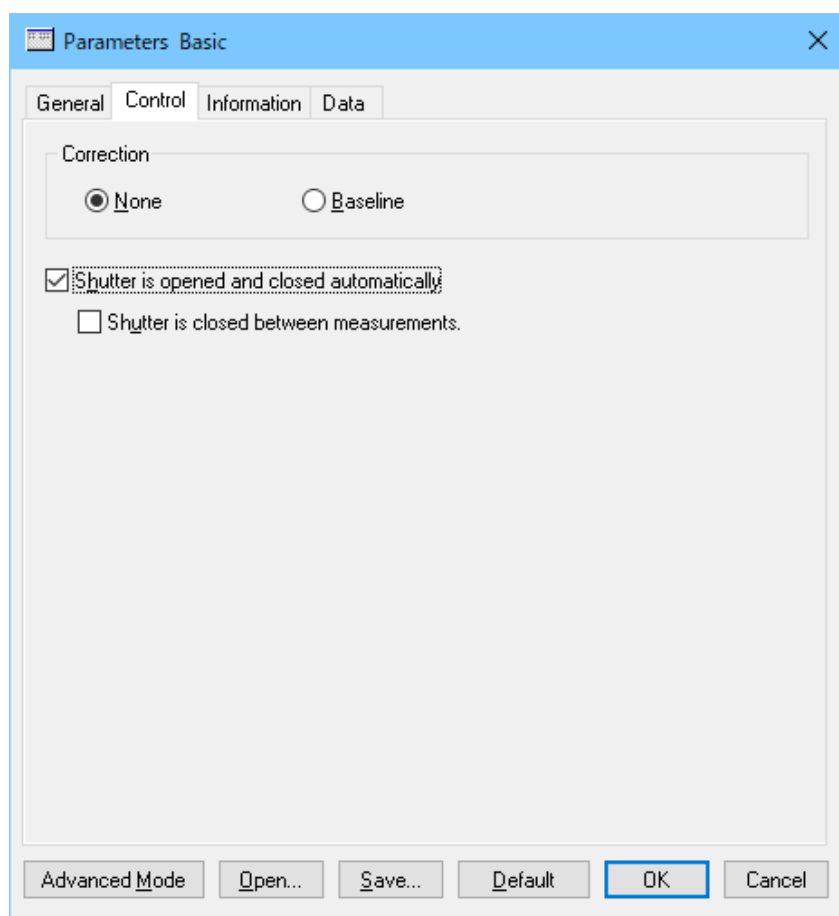 Parameters Basic
General Control Information Data
Correction
None Baseline
Shutter is opened and closed automatically
Shutter is closed between measurements.
Advanced Mode Open... Save... Default OK Cancel